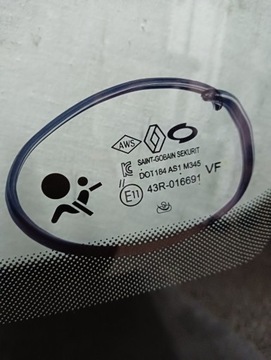 AWS
SAINT-GOBAIN SEKURIT
DOT184 AS1 M345
VF
E11 43R-016691